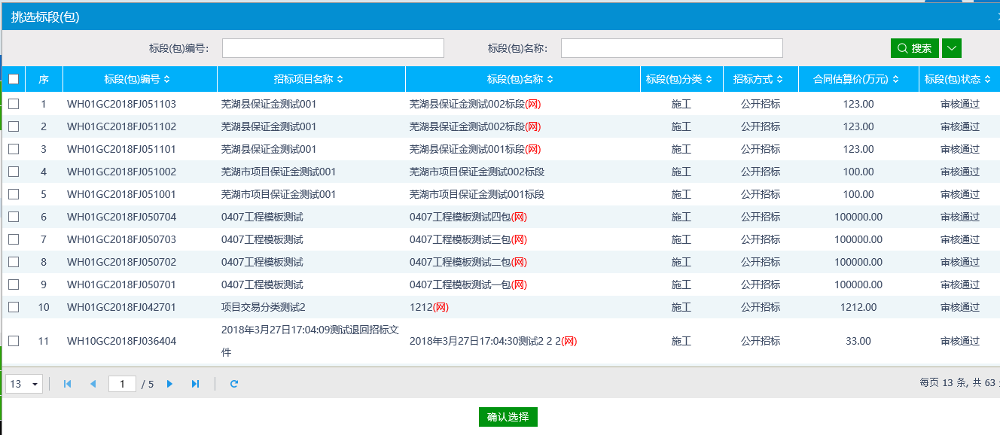 挑选标段(包)
标段(包)编号: 标段(包)名称: 搜索
序 标段(包)编号 招标项目名称 标段(包)名称 标段(包)分类 招标方式 合同估算价(万元) 标段(包)状态
1 WH01GC2018FJ051103 芜湖县保证金测试001 芜湖县保证金测试002标段(网) 施工 公开招标 123.00 审核通过
2 WH01GC2018FJ051102 芜湖县保证金测试001 芜湖县保证金测试002标段(网) 施工 公开招标 123.00 审核通过
3 WH01GC2018FJ051101 芜湖县保证金测试001 芜湖县保证金测试001标段(网) 施工 公开招标 123.00 审核通过
4 WH01GC2018FJ051002 芜湖市项目保证金测试001 芜湖市项目保证金测试002标段 施工 公开招标 100.00 审核通过
5 WH01GC2018FJ051001 芜湖市项目保证金测试001 芜湖市项目保证金测试001标段 施工 公开招标 100.00 审核通过
6 WH01GC2018FJ050704 0407工程模板测试 0407工程模板测试四包(网) 施工 公开招标 100000.00 审核通过
7 WH01GC2018FJ050703 0407工程模板测试 0407工程模板测试三包(网) 施工 公开招标 100000.00 审核通过
8 WH01GC2018FJ050702 0407工程模板测试 0407工程模板测试二包(网) 施工 公开招标 100000.00 审核通过
9 WH01GC2018FJ050701 0407工程模板测试 0407工程模板测试一包(网) 施工 公开招标 100000.00 审核通过
10 WH01GC2018FJ042701 项目交易分类测试2 1212(网) 施工 公开招标 1212.00 审核通过
11 WH10GC2018FJ036404 2018年3月27日17:04:09测试退回招标文件 2018年3月27日17:04:30测试2 2 2(网) 施工 公开招标 33.00 审核通过
13 1 / 5 每页 13 条, 共 63
确认选择